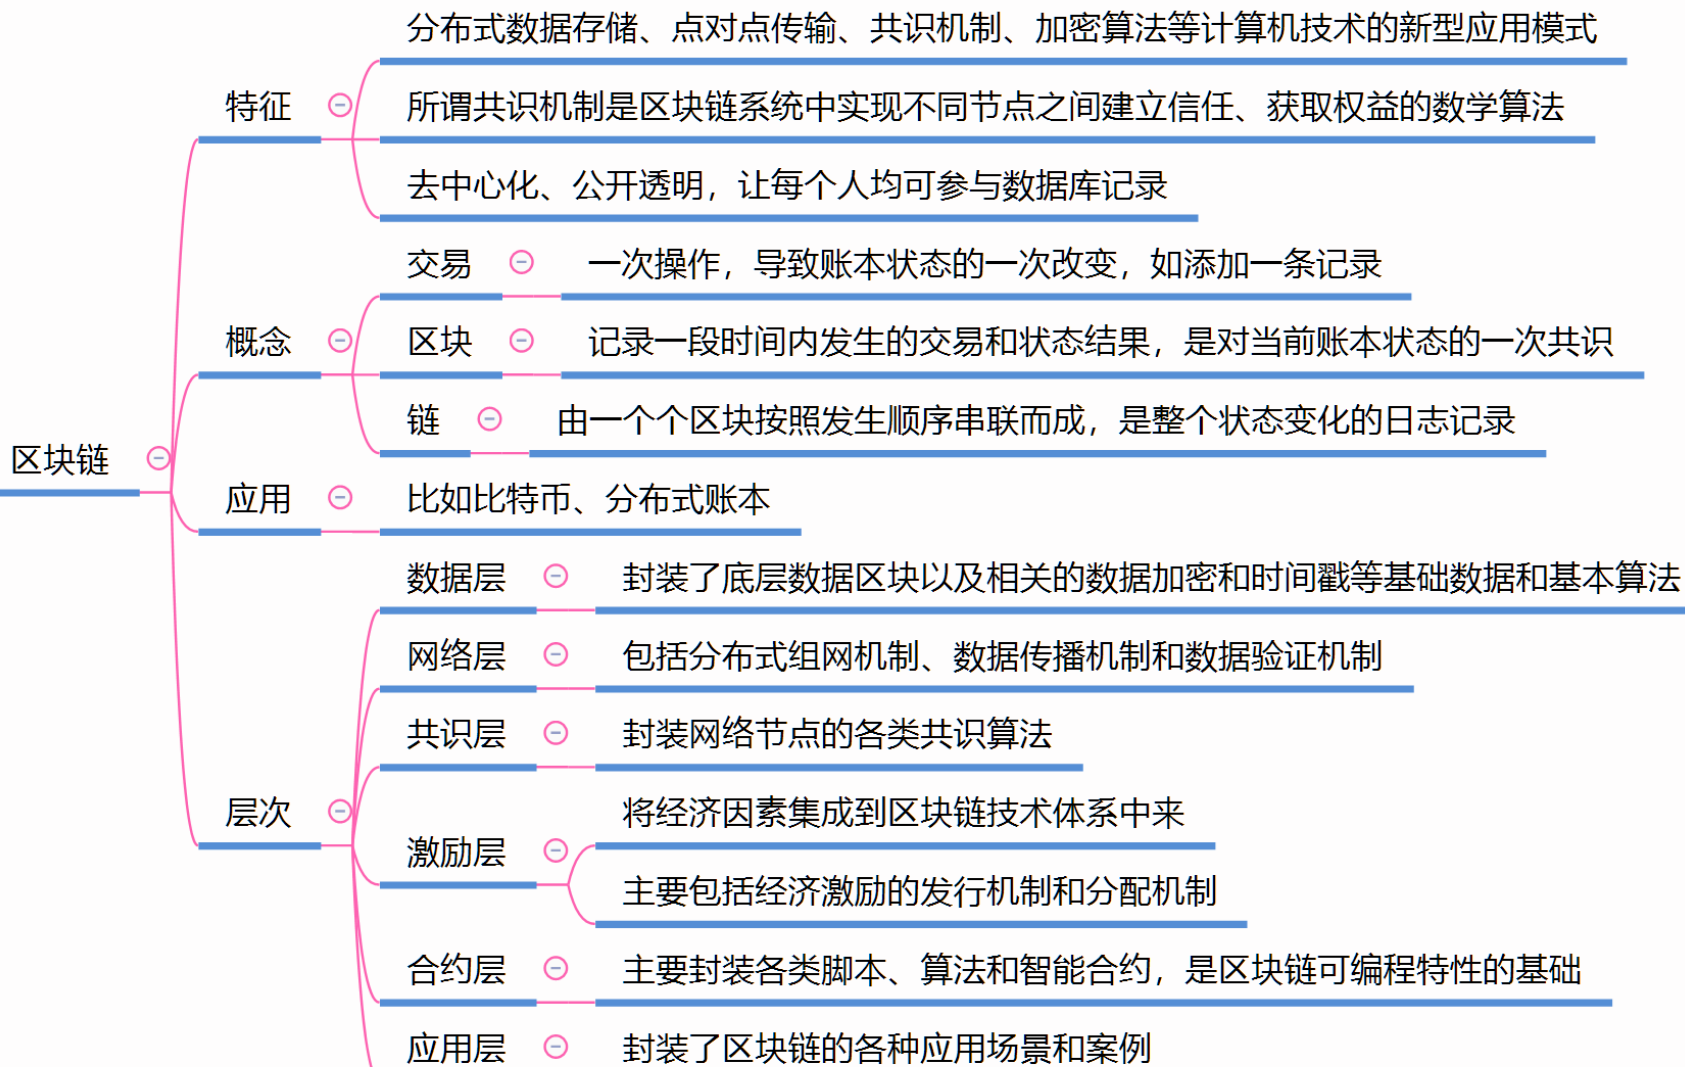 分布式数据存储、点对点传输、共识机制、加密算法等计算机技术的新型应用模式
特征
所谓共识机制是区块链系统中实现不同节点之间建立信任、获取权益的数学算法
去中心化、公开透明，让每个人均可参与数据库记录
交易
一次操作，导致账本状态的一次改变，如添加一条记录
概念
区块
记录一段时间内发生的交易和状态结果，是对当前账本状态的一次共识
链
由一个个区块按照发生顺序串联而成，是整个状态变化的日志记录
区块链
应用
比如比特币、分布式账本
数据层
封装了底层数据区块以及相关的数据加密和时间戳等基础数据和基本算法
网络层
包括分布式组网机制、数据传播机制和数据验证机制
共识层
封装网络节点的各类共识算法
层次
激励层
将经济因素集成到区块链技术体系中来
主要包括经济激励的发行机制和分配机制
合约层
主要封装各类脚本、算法和智能合约，是区块链可编程特性的基础
应用层
封装了区块链的各种应用场景和案例